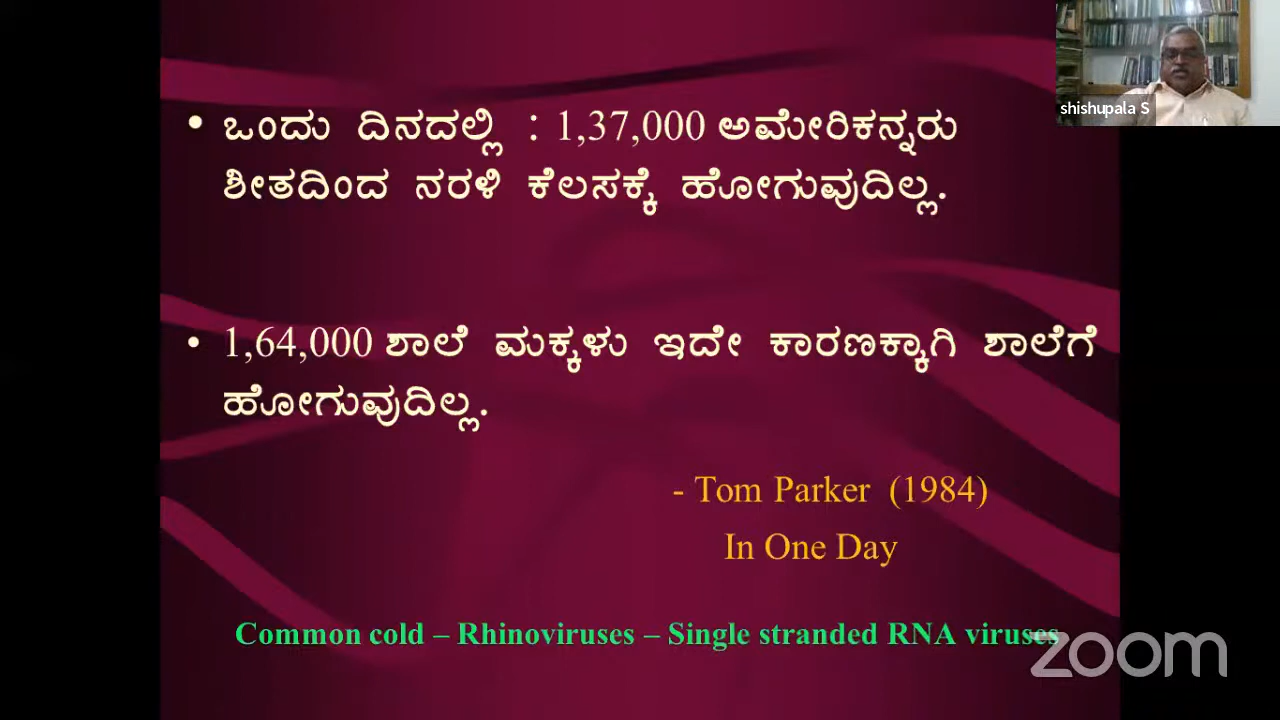 shishupala S
• ಒಂದು ದಿನದಲ್ಲಿ : 1,37,000 ಅಮೇರಿಕನ್ನರು
ಶೀತದಿಂದ ನರಳಿ ಕೆಲಸಕ್ಕೆ ಹೋಗುವುದಿಲ್ಲ.
• 1,64,000 ಶಾಲೆ ಮಕ್ಕಳು ಇದೇ ಕಾರಣಕ್ಕಾಗಿ ಶಾಲೆಗೆ
ಹೋಗುವುದಿಲ್ಲ.
- Tom Parker (1984)
In One Day
Common cold – Rhinoviruses – Single stranded RNA viruses
zoom